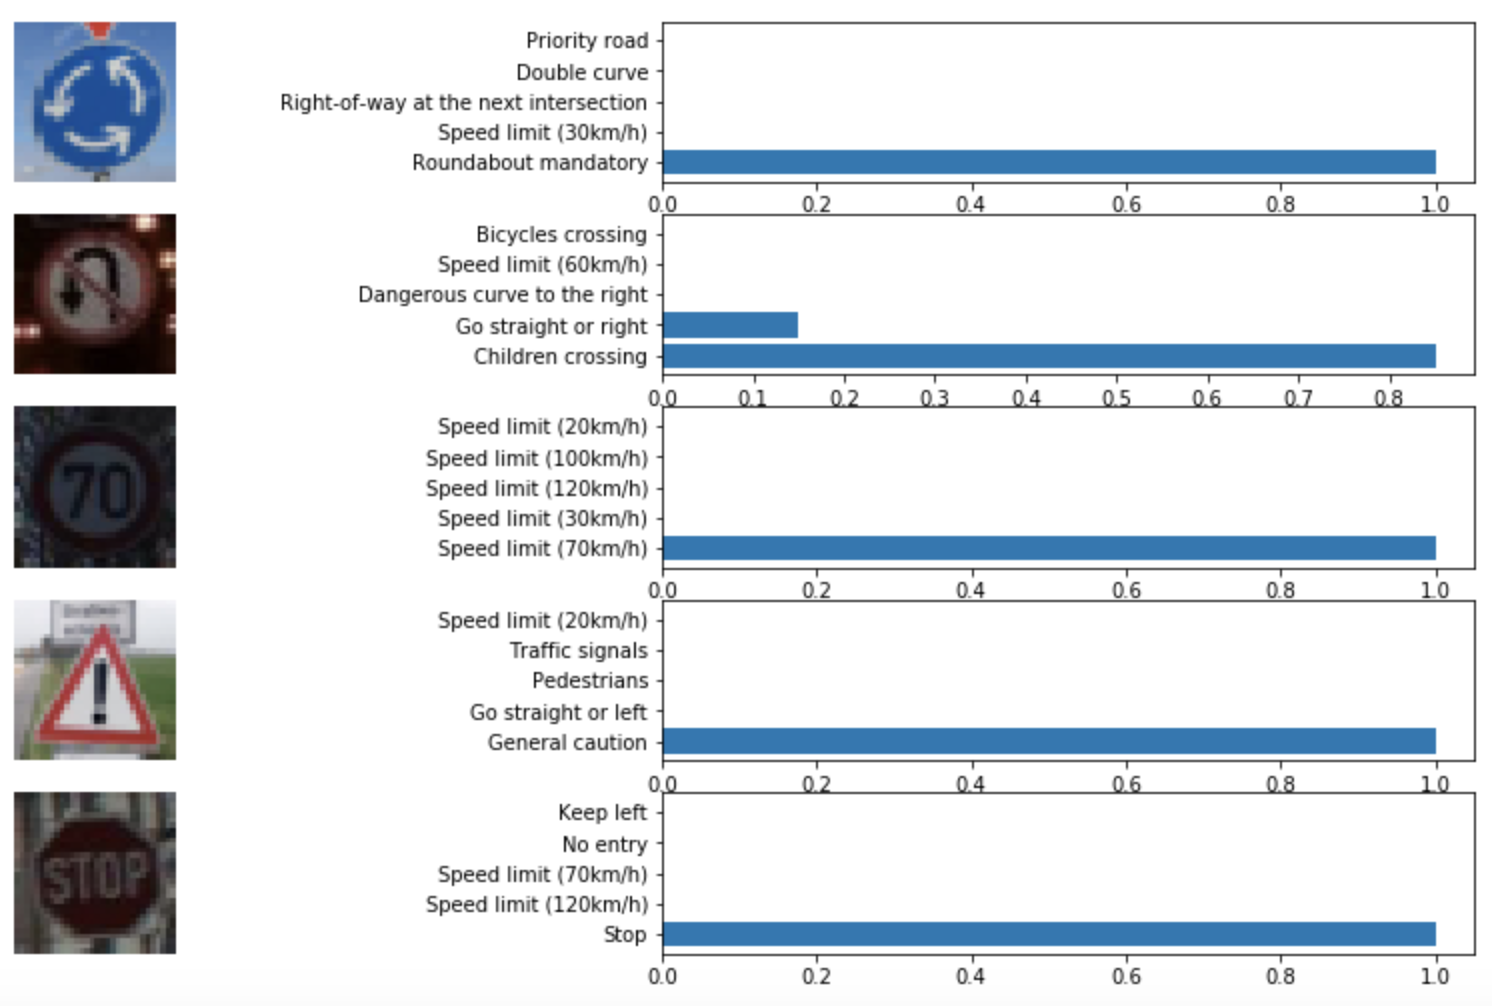 Priority road
Double curve
Right-of-way at the next intersection
Speed limit (30km/h)
Roundabout mandatory
0.0 0.2 0.4 0.6 0.8 1.0
Bicycles crossing
Speed limit (60km/h)
Dangerous curve to the right
Go straight or right
Children crossing
0.0 0.1 0.2 0.3 0.4 0.5 0.6 0.7 0.8
70
Speed limit (20km/h)
Speed limit (100km/h)
Speed limit (120km/h)
Speed limit (30km/h)
Speed limit (70km/h)
0.0 0.2 0.4 0.6 0.8 1.0
Speed limit (20km/h)
Traffic signals
Pedestrians
Go straight or left
General caution
0.0 0.2 0.4 0.6 0.8 1.0
STOP
Keep left
No entry
Speed limit (70km/h)
Speed limit (120km/h)
Stop
0.0 0.2 0.4 0.6 0.8 1.0